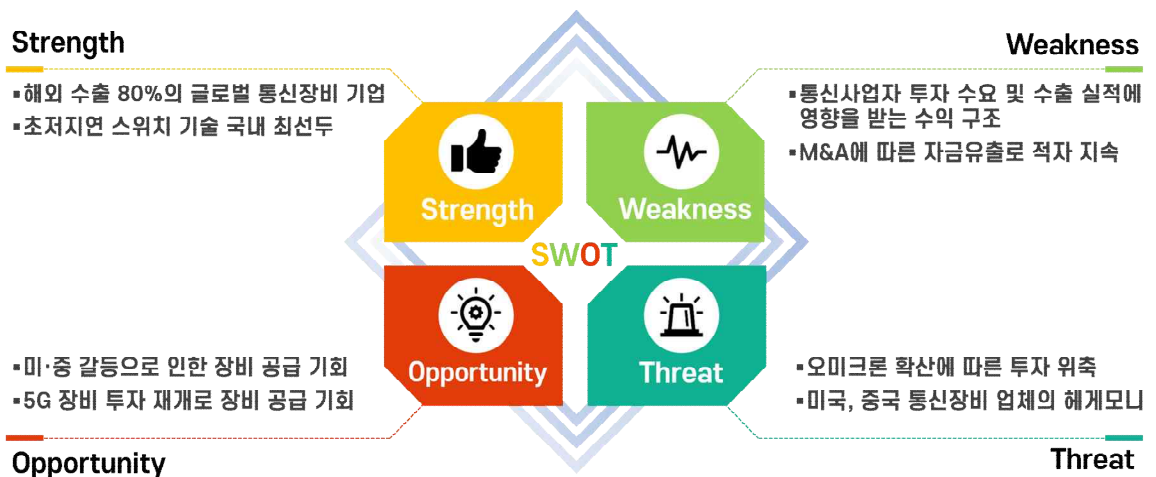 Strength
▪해외 수출 80%의 글로벌 통신장비 기업
▪초저지연 스위치 기술 국내 최선두
Weakness
▪통신사업자 투자 수요 및 수출 실적에
영향을 받는 수익 구조
▪M&A에 따른 자금유출로 적자 지속
Strength
Weakness
SWOT
Opportunity
Threat
▪미·중 갈등으로 인한 장비 공급 기회
▪5G 장비 투자 재개로 장비 공급 기회
Opportunity
▪오미크론 확산에 따른 투자 위축
▪미국, 중국 통신장비 업체의 헤게모니
Threat